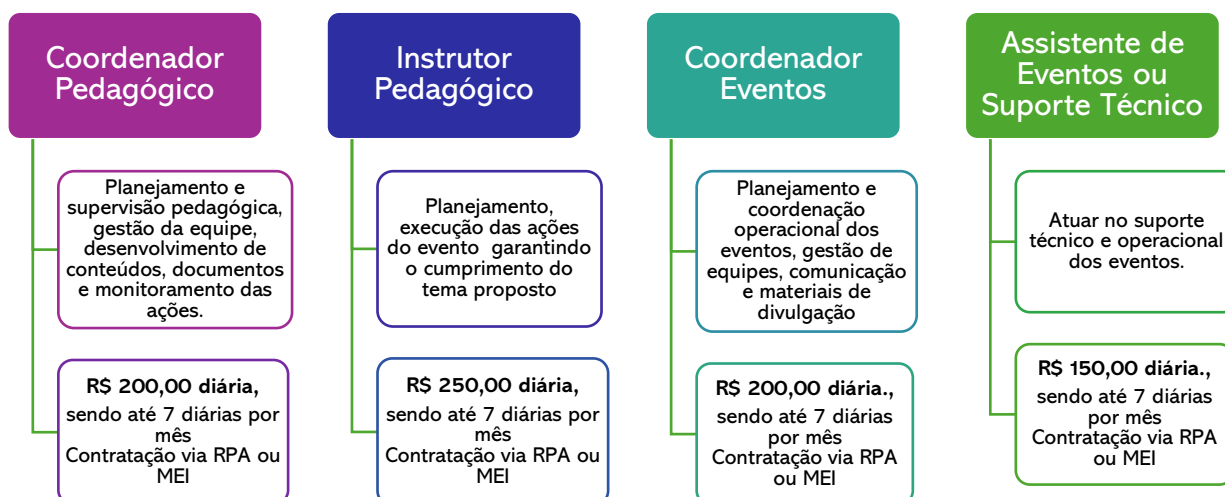 Coordenador
Pedagógico
Planejamento e
supervisão pedagógica,
gestão da equipe,
desenvolvimento de
conteúdos, documentos
e monitoramento das
ações.
R$ 200,00 diária,
sendo até 7 diárias por
mês
Contratação via RPA ou
MEI
Instrutor
Pedagógico
Planejamento,
execução das ações
do evento  garantindo
o cumprimento do
tema proposto
R$ 250,00 diária,
sendo até 7 diárias por
mês
Contratação via RPA ou
MEI
Coordenador
Eventos
Planejamento e
coordenação
operacional dos
eventos, gestão de
equipes, comunicação
e materiais de
divulgação
R$ 200,00 diária.,
sendo até 7 diárias por
mês
Contratação via RPA
ou MEI
Assistente de
Eventos ou
Suporte Técnico
Atuar no suporte
técnico e operacional
dos eventos.
R$ 150,00 diária.,
sendo até 7 diárias
por mês
Contratação via RPA
ou MEI